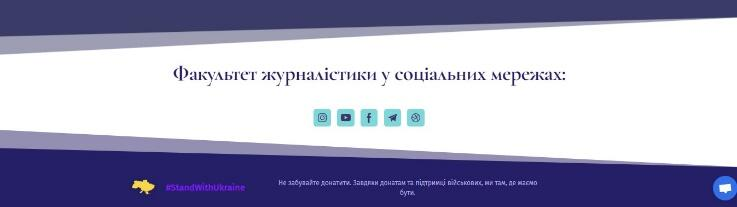 Факультет журналістики у соціальних мережах:
#StandWithUkraine
Не забувайте донатити. Завдяки донатам та підтримці військових, ми там, де маємо
бути.